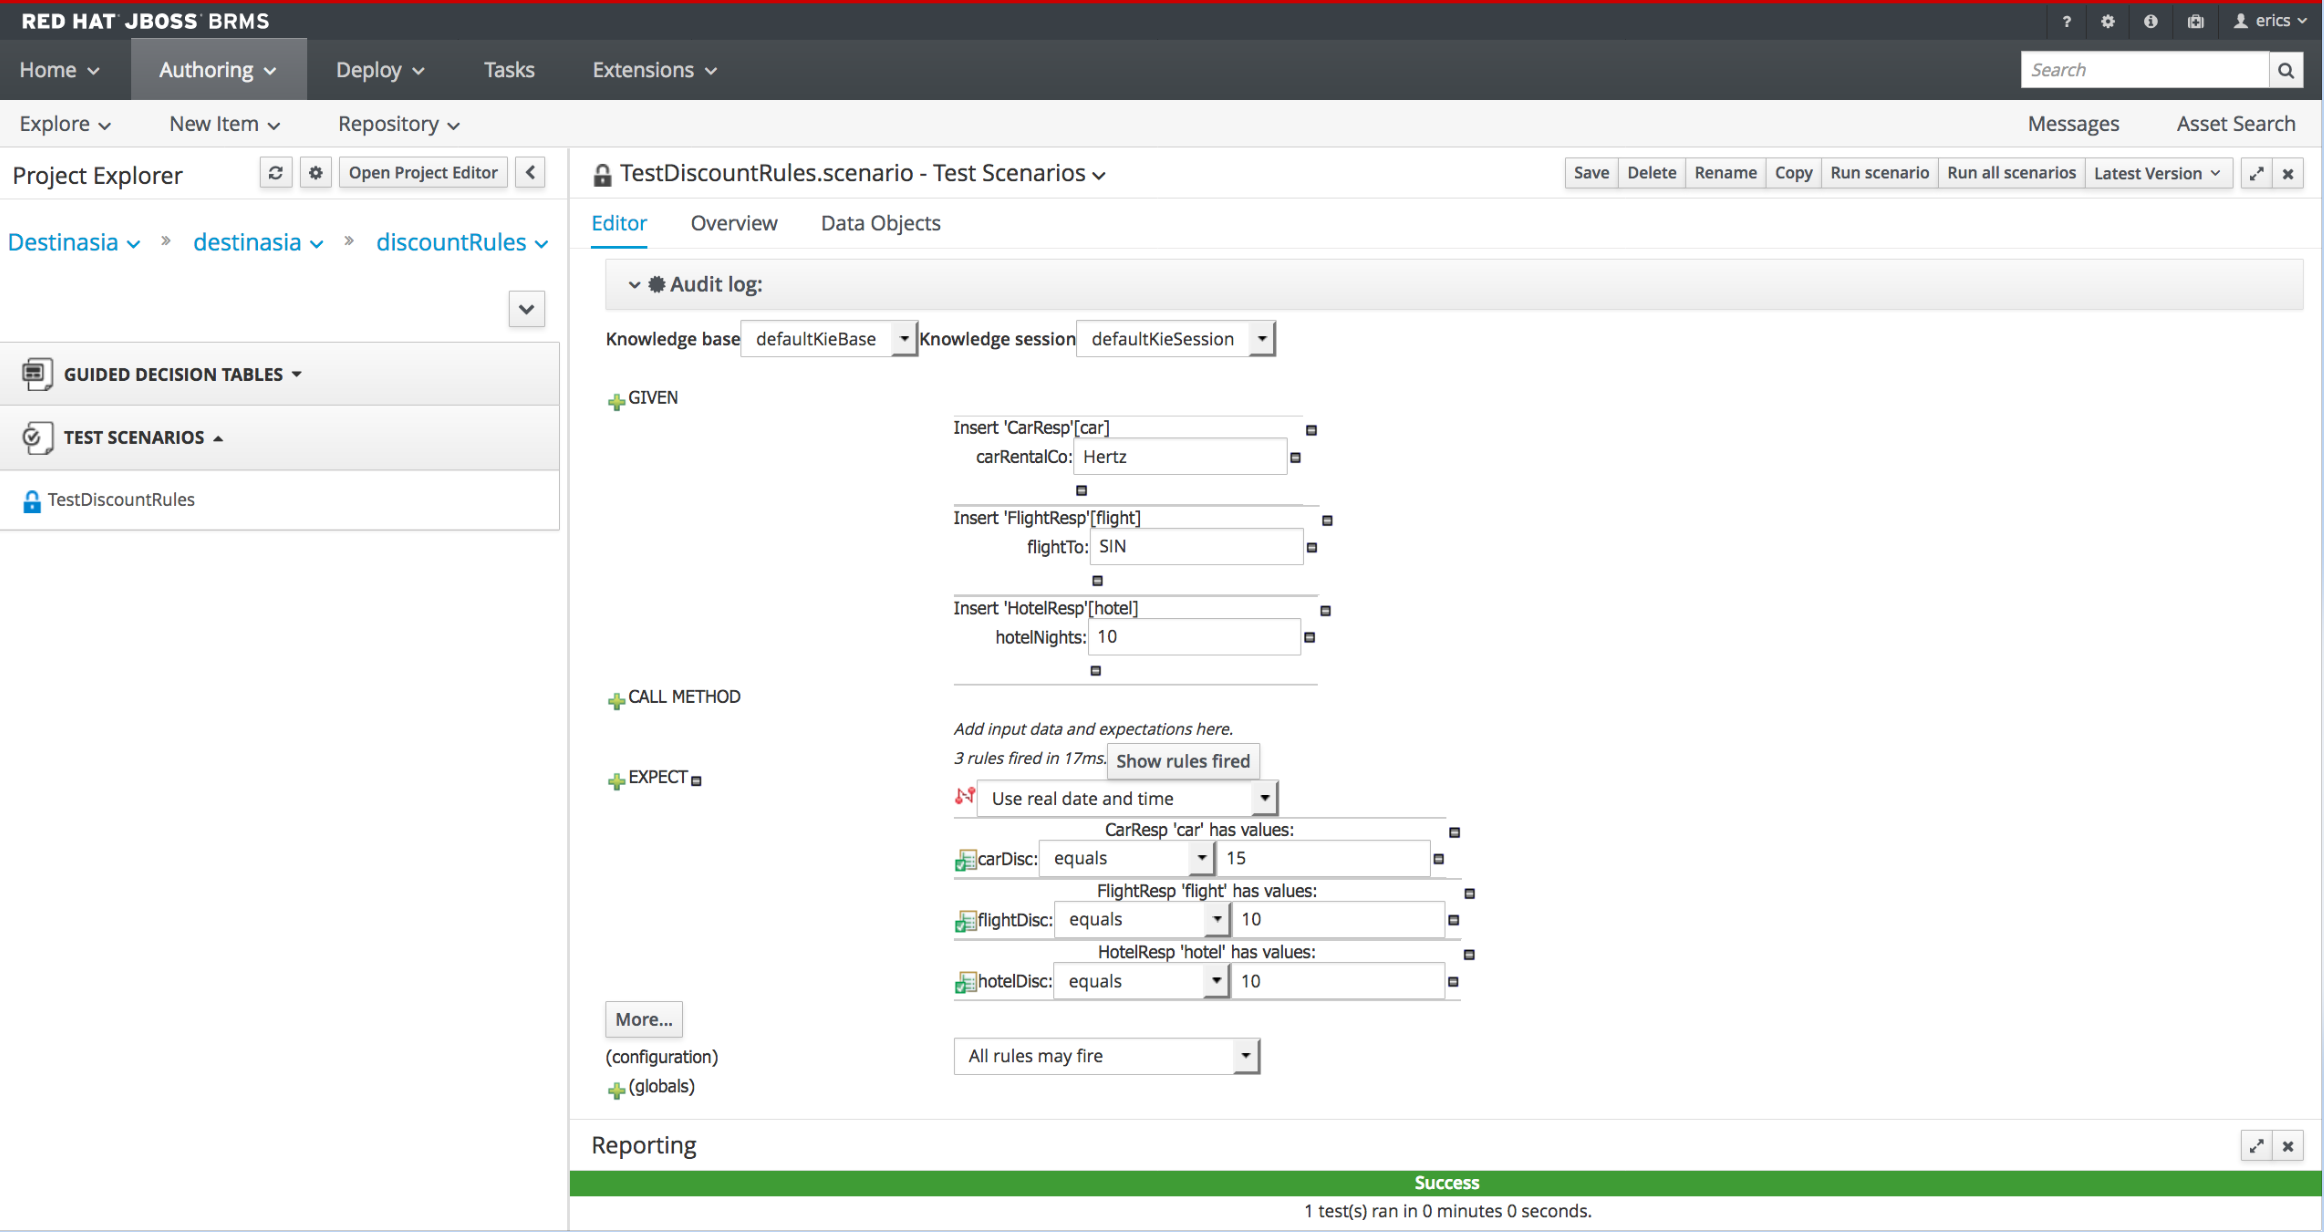 RED HAT JBOSS BRMS
? erics
Home Authoring Deploy Tasks Extensions Search
Explore New Item Repository Messages Asset Search
Project Explorer Open Project Editor
Destinasia » destinasia » discountRules
GUIDED DECISION TABLES
TEST SCENARIOS
TestDiscountRules
TestDiscountRules.scenario - Test Scenarios Save Delete Rename Copy Run scenario Run all scenarios Latest Version
Editor Overview Data Objects
Audit log:
Knowledge base defaultKieBase Knowledge session defaultKieSession
GIVEN
Insert 'CarResp'[car]
carRentalCo: Hertz
Insert 'FlightResp'[flight]
flightTo: SIN
Insert 'HotelResp'[hotel]
hotelNights: 10
CALL METHOD
Add input data and expectations here.
3 rules fired in 17ms. Show rules fired
EXPECT
Use real date and time
CarResp 'car' has values:
carDisc: equals 15
FlightResp 'flight' has values:
flightDisc: equals 10
HotelResp 'hotel' has values:
hotelDisc: equals 10
More...
(configuration) All rules may fire
(globals)
Reporting
Success
1 test(s) ran in 0 minutes 0 seconds.